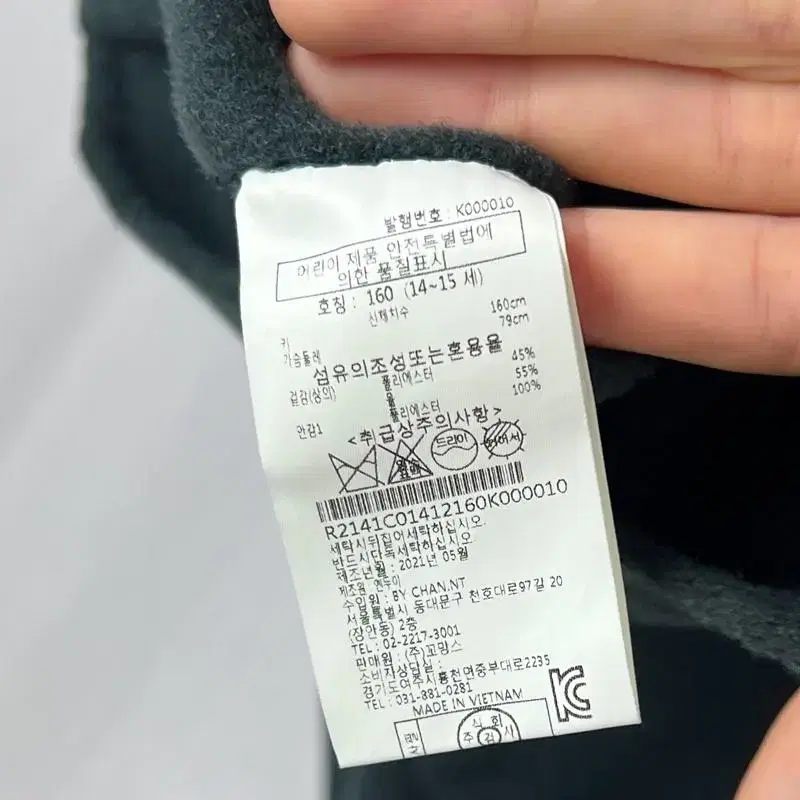 발행번호 : K000010
어린이 제품 안전특별법에
의한 품질표시
호칭 : 160 (14~15 세)
신체치수
키 160cm
가슴둘레 79cm
섬유의조성또는혼용율
겉감(상의) 폴리에스터 45%
울 55%
안감1 폴리에스터 100%
<취급상주의사항>
드라이
R2141C01412160K000010
세탁시뒤집어세탁하십시오.
반드시단독세탁하십시오.
제조년월 : 2021년 05월
제조원 :
수입원 : BY CHAN.NT
서울특별시 동대문구 천호대로97길 20
(장안동) 2층
TEL : 02-2217-3001
판매원 : (주)꼬망스
소비자상담실 :
경기도여주시흥천면중부대로2235
TEL : 031-881-0281
MADE IN VIETNAM
식 회
주 검 사